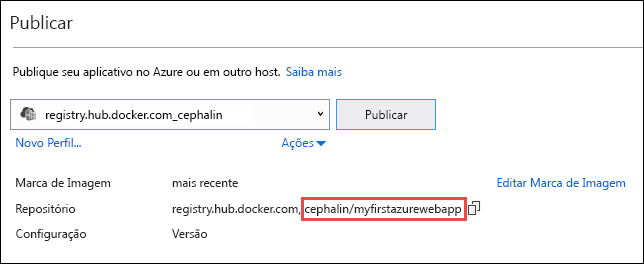 Publicar
Publique seu aplicativo no Azure ou em outro host. Saiba mais
registry.hub.docker.com_cephalin Publicar
Novo Perfil... Ações
Marca de Imagem mais recente Editar Marca de Imagem
Repositório registry.hub.docker.com, cephalin/myfirstazurewebapp
Configuração Versão